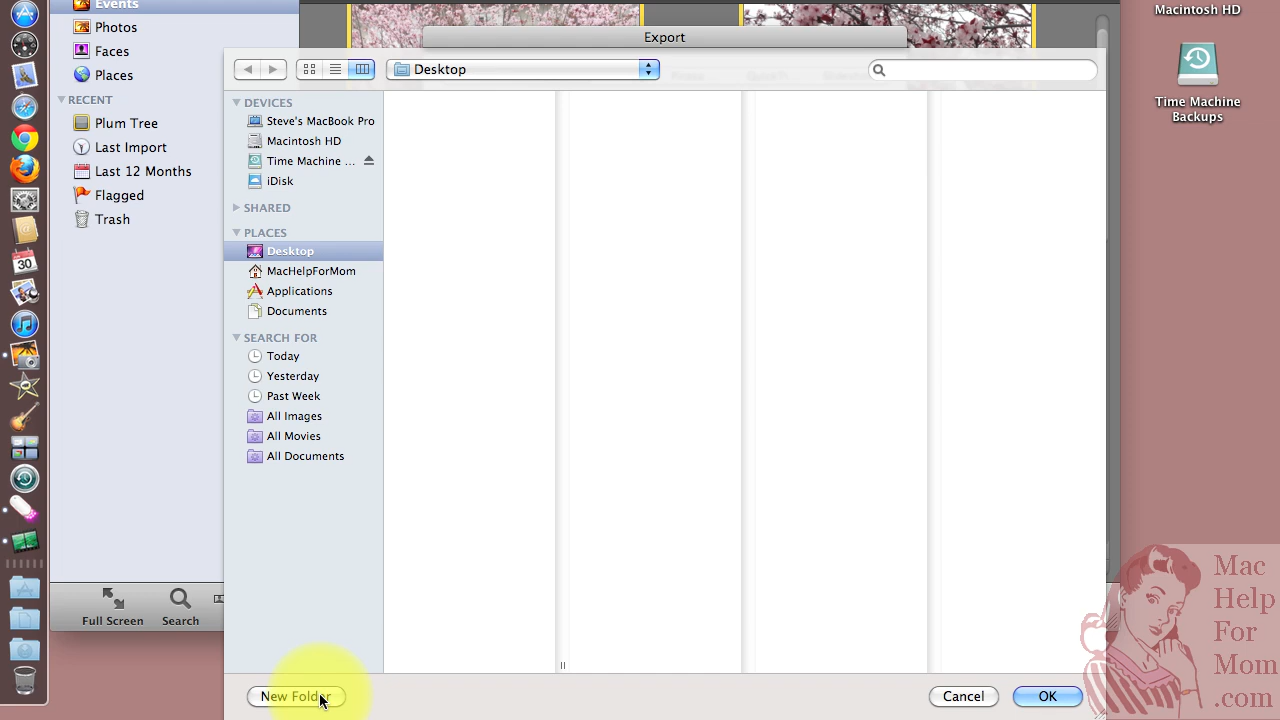 Events
Photos
Faces
Places
RECENT
Plum Tree
Last Import
Last 12 Months
Flagged
Trash
Full Screen
Search
30
Export
Desktop
DEVICES
Steve's MacBook Pro
Macintosh HD
Time Machine ...
iDisk
SHARED
PLACES
Desktop
MacHelpForMom
Applications
Documents
SEARCH FOR
Today
Yesterday
Past Week
All Images
All Movies
All Documents
New Folder
Cancel
OK
Macintosh HD
Time Machine
Backups
Mac
Help
For
Mom
.com